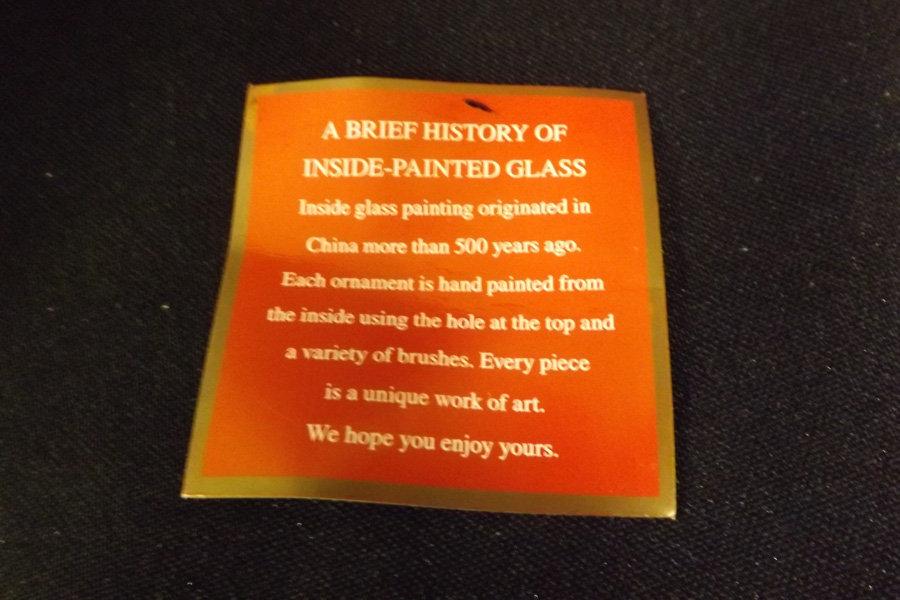 A BRIEF HISTORY OF
INSIDE-PAINTED GLASS
Inside glass painting originated in
China more than 500 years ago.
Each ornament is hand painted from
the inside using the hole at the top and
a variety of brushes. Every piece
is a unique work of art.
We hope you enjoy yours.